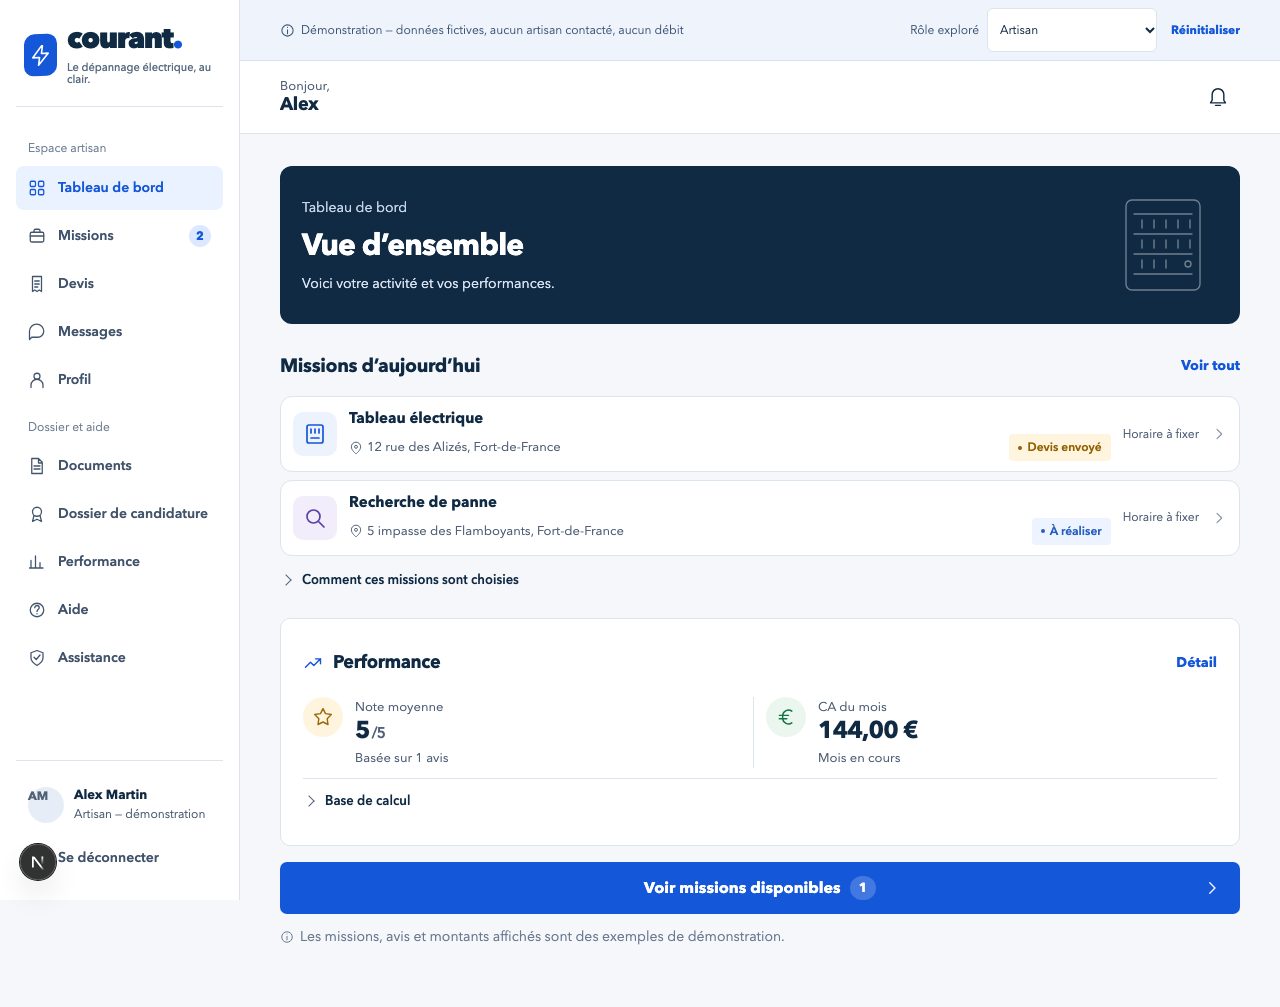 courant.
Le dépannage électrique, au
clair.
Espace artisan
Tableau de bord
Missions 2
Devis
Messages
Profil
Dossier et aide
Documents
Dossier de candidature
Performance
Aide
Assistance
AM
Alex Martin
Artisan – démonstration
N
Se déconnecter
Démonstration – données fictives, aucun artisan contacté, aucun débit
Rôle exploré
Artisan
Réinitialiser
Bonjour,
Alex
Tableau de bord
Vue d’ensemble
Voici votre activité et vos performances.
Missions d’aujourd’hui
Voir tout
Tableau électrique
12 rue des Alizés, Fort-de-France
• Devis envoyé
Horaire à fixer
Recherche de panne
5 impasse des Flamboyants, Fort-de-France
• À réaliser
Horaire à fixer
Comment ces missions sont choisies
Performance
Détail
Note moyenne
5/5
Basée sur 1 avis
€
CA du mois
144,00 €
Mois en cours
Base de calcul
Voir missions disponibles 1
Les missions, avis et montants affichés sont des exemples de démonstration.